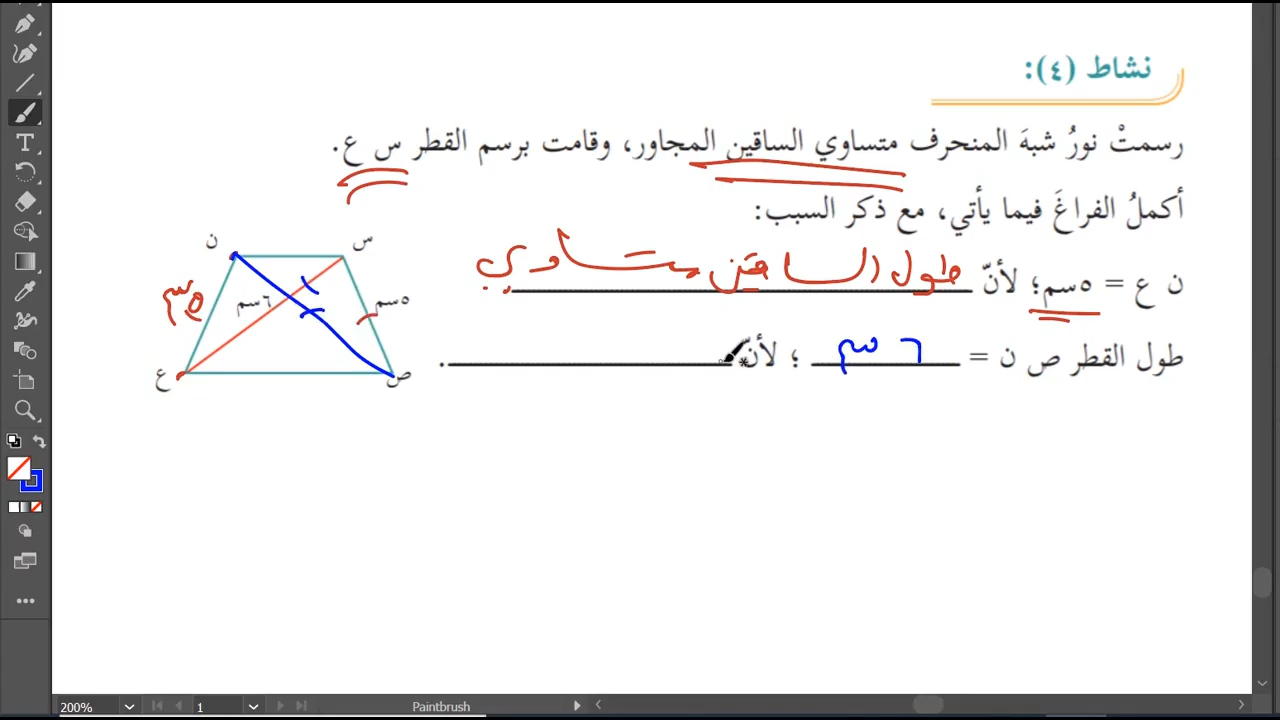 نشاط (٤):
رسمتْ نورُ شبهَ المنحرف متساوي الساقين المجاور، وقامت برسم القطر س ع.
أكملُ الفراغَ فيما يأتي، مع ذكر السبب:
ن ع = ٥سم؛ لأنّ طول الساقين متساوي
طول القطر ص ن = ٦ سم ؛ لأنّ .
س ن
٥سم ٦سم ٥سم
ص ع
200% 1 Paintbrush